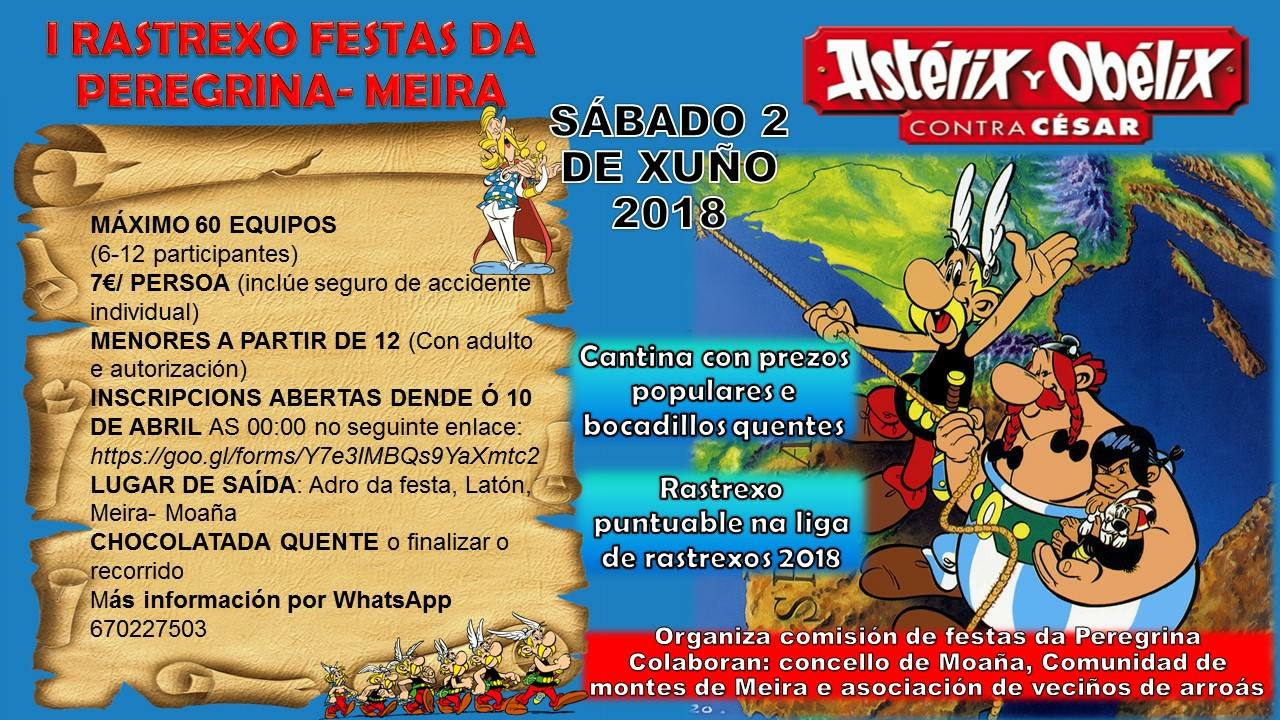 I RASTREXO FESTAS DA
PEREGRINA- MEIRA
SÁBADO 2
DE XUÑO
2018
Astérix Y Obélix
CONTRA CÉSAR
MÁXIMO 60 EQUIPOS
(6-12 participantes)
7€/ PERSOA (inclúe seguro de accidente
individual)
MENORES A PARTIR DE 12 (Con adulto
e autorización)
INSCRIPCIONS ABERTAS DENDE Ó 10
DE ABRIL AS 00:00 no seguinte enlace:
https://goo.gl/forms/Y7e3IMBQs9YaXmtc2
LUGAR DE SAÍDA: Adro da festa, Latón,
Meira- Moaña
CHOCOLATADA QUENTE o finalizar o
recorrido
Más información por WhatsApp
670227503
Cantina con prezos
populares e
bocadillos quentes
Rastrexo
puntuable na liga
de rastrexos 2018
Organiza comisión de festas da Peregrina
Colaboran: concello de Moaña, Comunidad de
montes de Meira e asociación de veciños de arroás